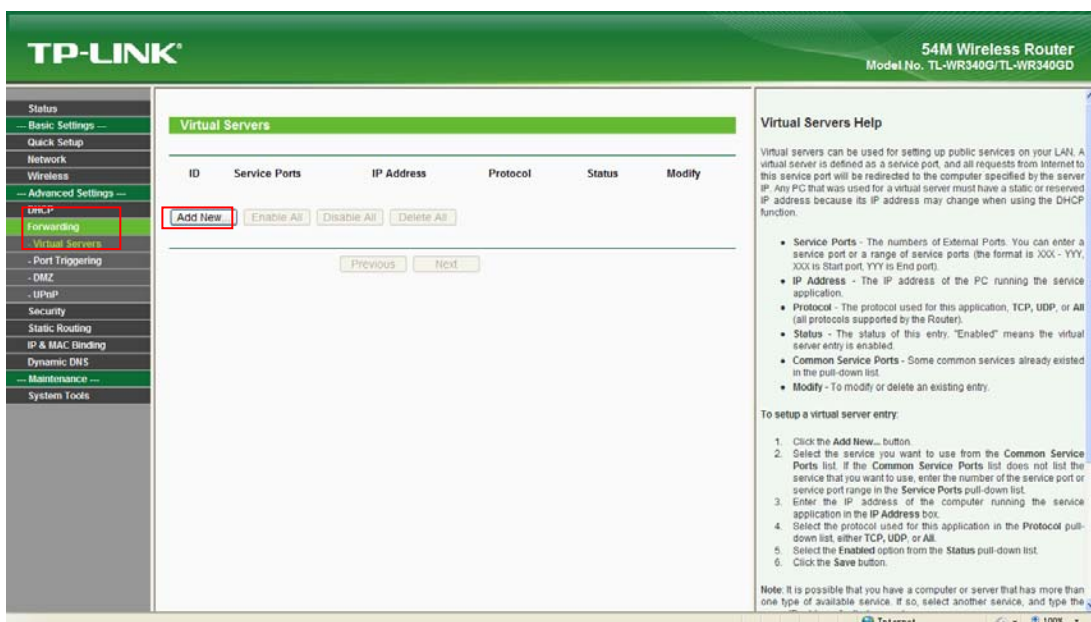 TP-LINK®
54M Wireless Router
Model No. TL-WR340G/TL-WR340GD
Status
--- Basic Settings ---
Quick Setup
Network
Wireless
--- Advanced Settings ---
DHCP
Forwarding
- Virtual Servers
- Port Triggering
- DMZ
- UPnP
Security
Static Routing
IP & MAC Binding
Dynamic DNS
--- Maintenance ---
System Tools
Virtual Servers
ID Service Ports IP Address Protocol Status Modify
Add New... Enable All Disable All Delete All
Previous Next
Virtual Servers Help
Virtual servers can be used for setting up public services on your LAN. A
virtual server is defined as a service port, and all requests from Internet to
this service port will be redirected to the computer specified by the server
IP. Any PC that was used for a virtual server must have a static or reserved
IP address because its IP address may change when using the DHCP
function.
• Service Ports - The numbers of External Ports. You can enter a
service port or a range of service ports (the format is XXX - YYY,
XXX is Start port, YYY is End port).
• IP Address - The IP address of the PC running the service
application.
• Protocol - The protocol used for this application, TCP, UDP, or All
(all protocols supported by the Router).
• Status - The status of this entry. "Enabled" means the virtual
server entry is enabled.
• Common Service Ports - Some common services already existed
in the pull-down list.
• Modify - To modify or delete an existing entry.
To setup a virtual server entry:
1. Click the Add New... button.
2. Select the service you want to use from the Common Service
Ports list. If the Common Service Ports list does not list the
service that you want to use, enter the number of the service port or
service port range in the Service Ports pull-down list.
3. Enter the IP address of the computer running the service
application in the IP Address box.
4. Select the protocol used for this application in the Protocol pull-
down list, either TCP, UDP, or All.
5. Select the Enabled option from the Status pull-down list.
6. Click the Save button.
Note: It is possible that you have a computer or server that has more than
one type of available service. If so, select another service, and type the
Internet 100%